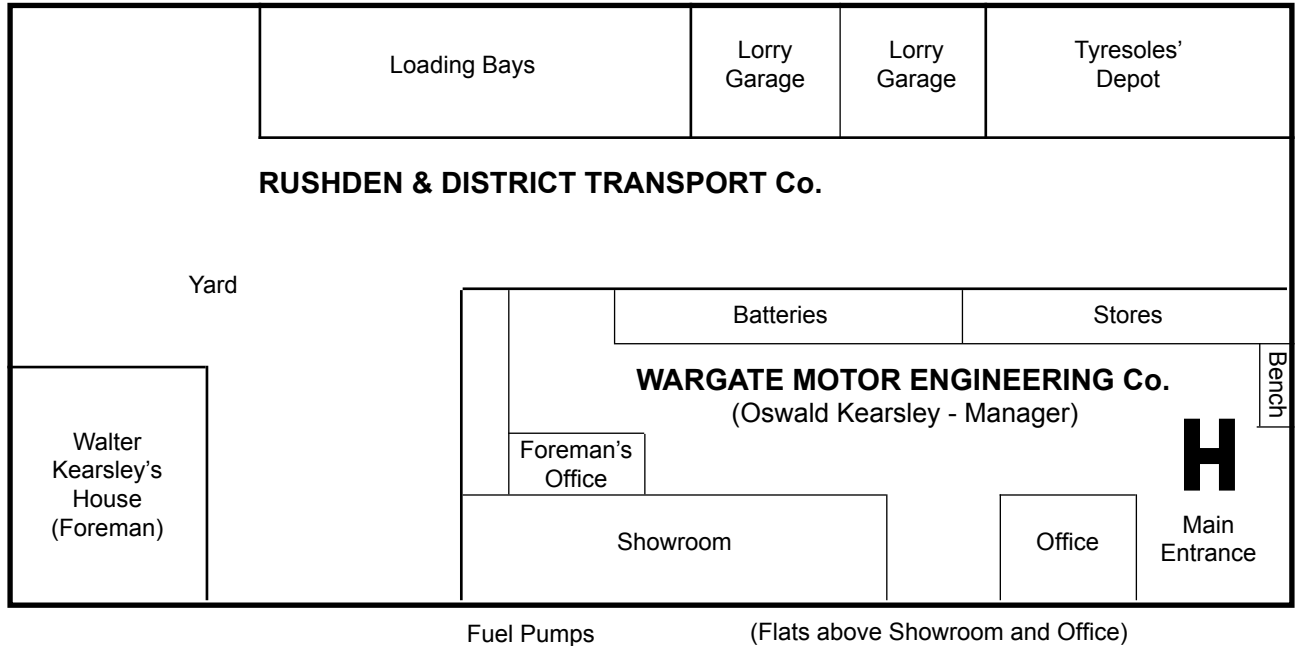 Loading Bays
Lorry
Garage
Lorry
Garage
Tyresoles’
Depot
RUSHDEN & DISTRICT TRANSPORT Co.
Yard
Batteries
Stores
Bench
WARGATE MOTOR ENGINEERING Co.
(Oswald Kearsley - Manager)
Walter
Kearsley’s
House
(Foreman)
Foreman’s
Office
H
Showroom
Office
Main
Entrance
Fuel Pumps
(Flats above Showroom and Office)